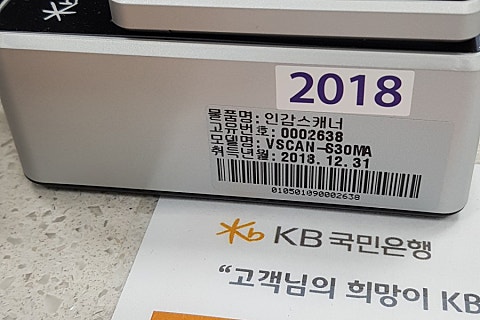 2018
물품명: 인감스캐너
고유번호: 0002638
모델명: VSCAN-S30MA
취득년월: 2018.12.31
010501090002638
KB 국민은행
“고객님의 희망이 KB